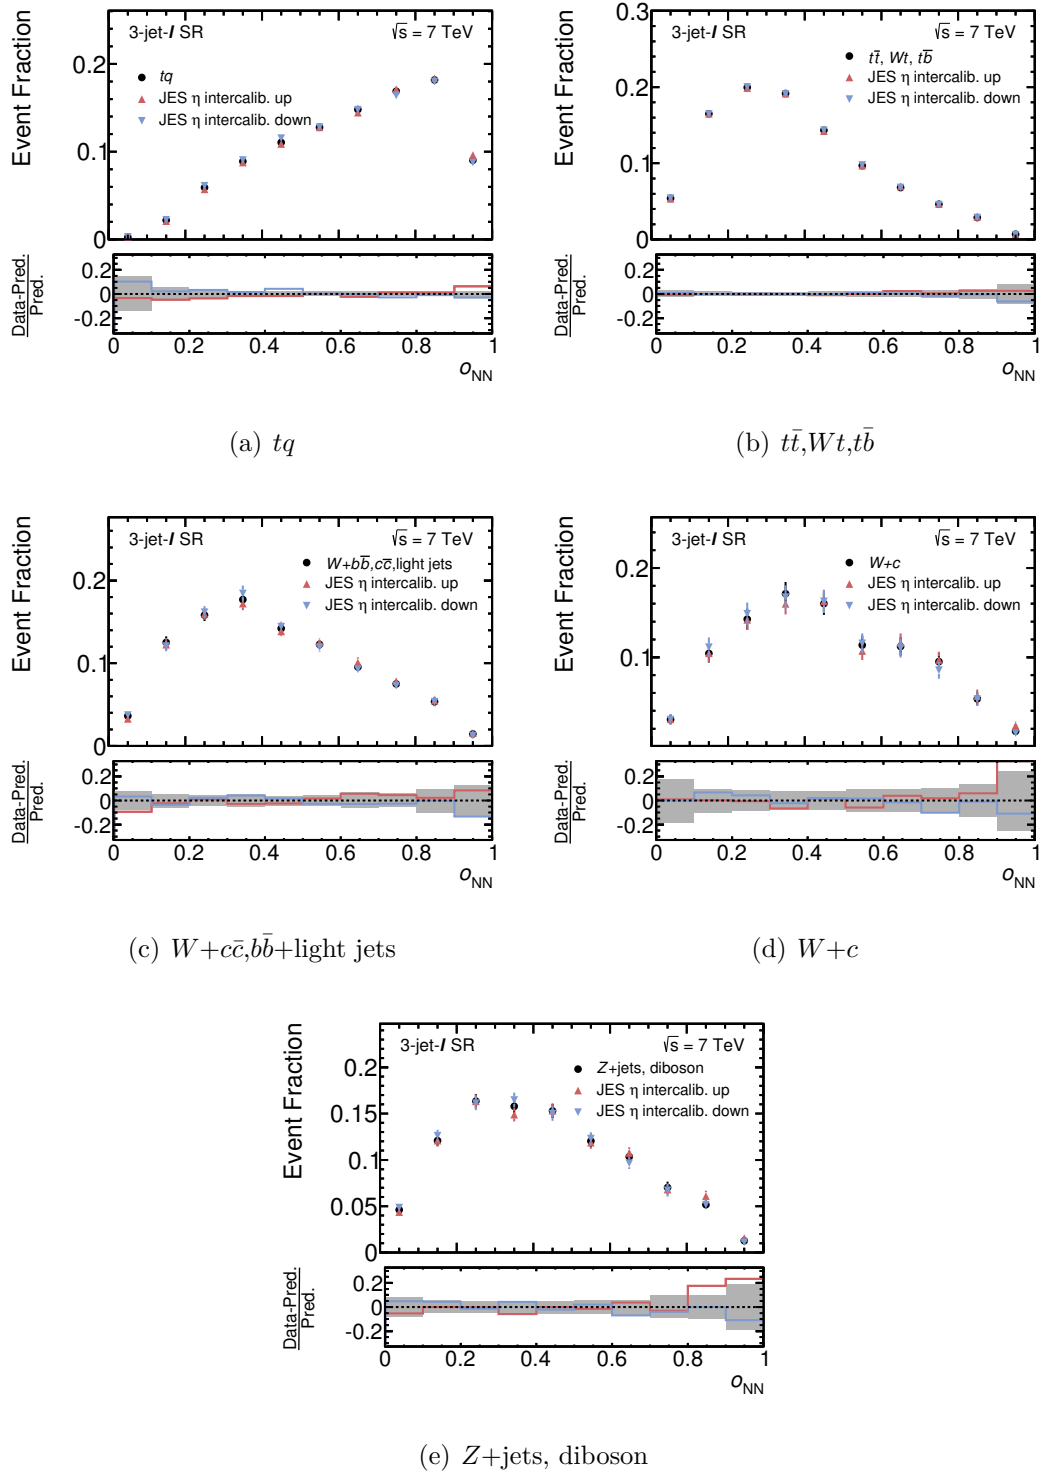 3-jet-l SR √s = 7 TeV
tq
JES η intercalib. up
JES η intercalib. down
Event Fraction
0.2
0.1
0
Data-Pred.
Pred.
0.2
0
-0.2
0 0.2 0.4 0.6 0.8 1
o_NN
(a) tq
3-jet-l SR √s = 7 TeV
tt̄, Wt, tb̄
JES η intercalib. up
JES η intercalib. down
Event Fraction
0.3
0.2
0.1
0
Data-Pred.
Pred.
0.2
0
-0.2
0 0.2 0.4 0.6 0.8 1
o_NN
(b) tt̄,Wt,tb̄
3-jet-l SR √s = 7 TeV
W+bb̄,cc̄,light jets
JES η intercalib. up
JES η intercalib. down
Event Fraction
0.2
0.1
0
Data-Pred.
Pred.
0.2
0
-0.2
0 0.2 0.4 0.6 0.8 1
o_NN
(c) W+cc̄,bb̄+light jets
3-jet-l SR √s = 7 TeV
W+c
JES η intercalib. up
JES η intercalib. down
Event Fraction
0.2
0.1
Data-Pred.
Pred.
0.2
0
-0.2
0 0.2 0.4 0.6 0.8 1
o_NN
(d) W+c
3-jet-l SR √s = 7 TeV
Z+jets, diboson
JES η intercalib. up
JES η intercalib. down
Event Fraction
0.2
0.15
0.1
0.05
0
Data-Pred.
Pred.
0.2
0
-0.2
0 0.2 0.4 0.6 0.8 1
o_NN
(e) Z+jets, diboson